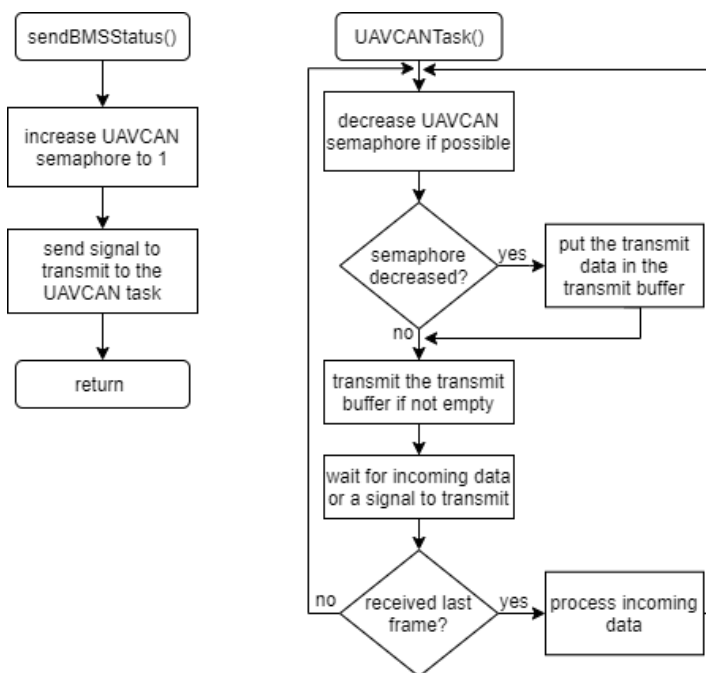 sendBMSStatus()
increase UAVCAN
semaphore to 1
send signal to
transmit to the
UAVCAN task
return
UAVCANTask()
decrease UAVCAN
semaphore if possible
semaphore
decreased?
yes
put the transmit
data in the
transmit buffer
no
transmit the transmit
buffer if not empty
wait for incoming data
or a signal to transmit
no
received last
frame?
yes
process incoming
data